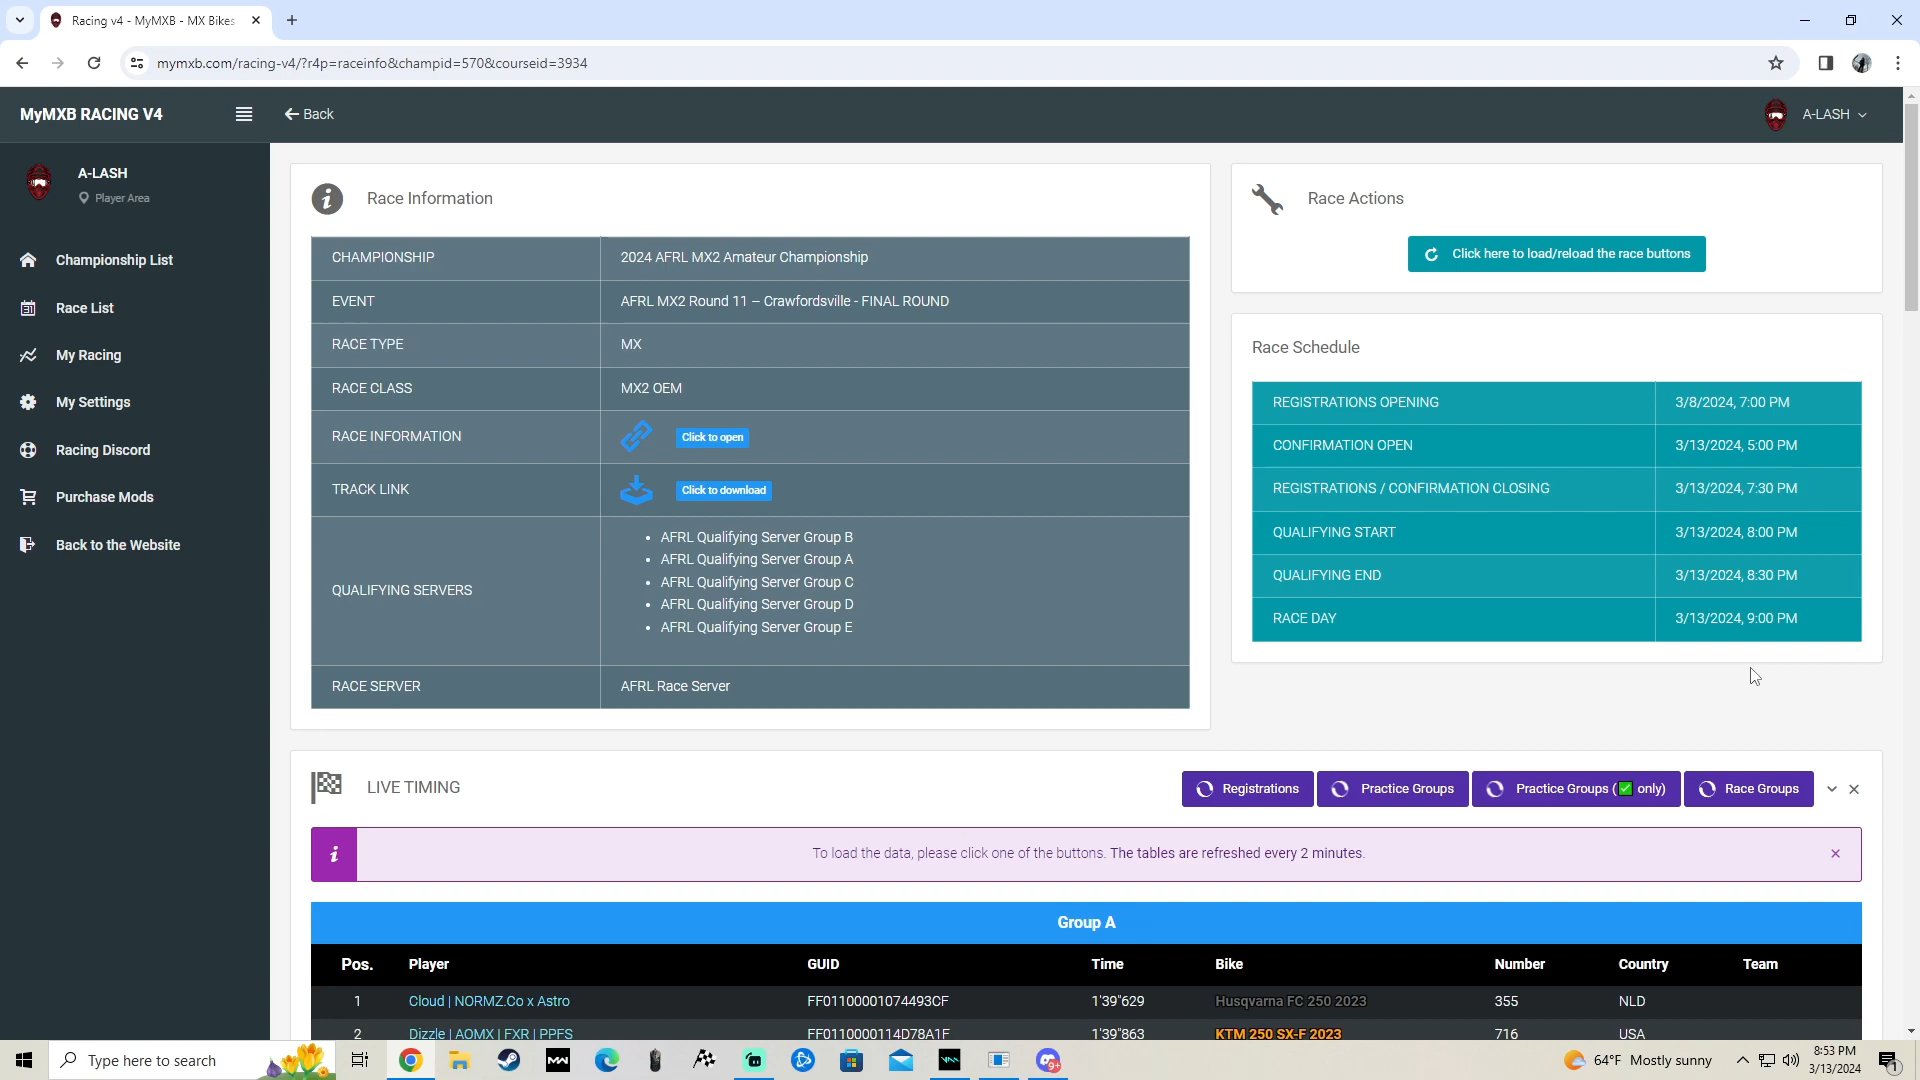 Racing v4 - MyMXB - MX Bikes
mymxb.com/racing-v4/?r4p=raceinfo&champid=570&courseid=3934
MyMXB RACING V4
Back
A-LASH
A-LASH
Player Area
Championship List
Race List
My Racing
My Settings
Racing Discord
Purchase Mods
Back to the Website
Race Information
CHAMPIONSHIP 2024 AFRL MX2 Amateur Championship
EVENT AFRL MX2 Round 11 – Crawfordsville - FINAL ROUND
RACE TYPE MX
RACE CLASS MX2 OEM
RACE INFORMATION Click to open
TRACK LINK Click to download
QUALIFYING SERVERS
• AFRL Qualifying Server Group B
• AFRL Qualifying Server Group A
• AFRL Qualifying Server Group C
• AFRL Qualifying Server Group D
• AFRL Qualifying Server Group E
RACE SERVER AFRL Race Server
Race Actions
Click here to load/reload the race buttons
Race Schedule
REGISTRATIONS OPENING 3/8/2024, 7:00 PM
CONFIRMATION OPEN 3/13/2024, 5:00 PM
REGISTRATIONS / CONFIRMATION CLOSING 3/13/2024, 7:30 PM
QUALIFYING START 3/13/2024, 8:00 PM
QUALIFYING END 3/13/2024, 8:30 PM
RACE DAY 3/13/2024, 9:00 PM
LIVE TIMING
Registrations
Practice Groups
Practice Groups (✅ only)
Race Groups
To load the data, please click one of the buttons. The tables are refreshed every 2 minutes.
Group A
Pos. Player GUID Time Bike Number Country Team
1 Cloud | NORMZ.Co x Astro FF01100001074493CF 1'39"629 Husqvarna FC 250 2023 355 NLD
2 Dizzle | AOMX | FXR | PPFS FF0110000114D78A1F 1'39"863 KTM 250 SX-F 2023 716 USA
Type here to search
64°F Mostly sunny
8:53 PM
3/13/2024